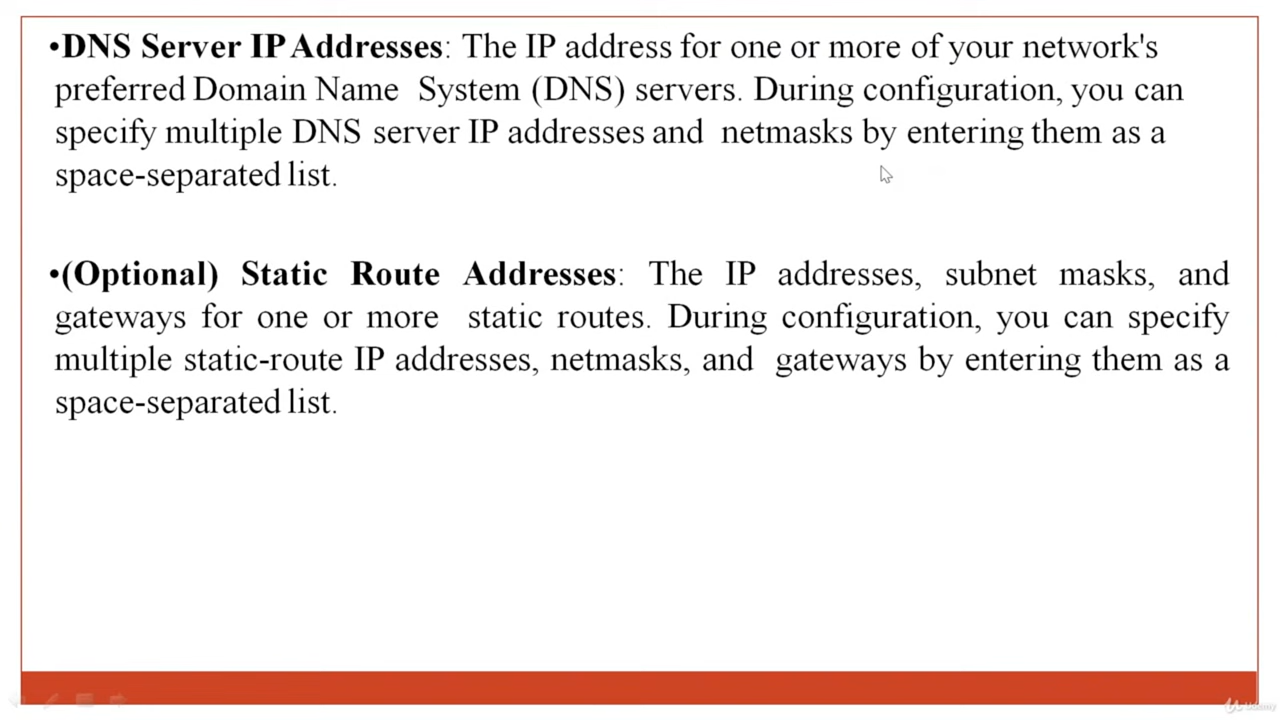 •DNS Server IP Addresses: The IP address for one or more of your network's
preferred Domain Name System (DNS) servers. During configuration, you can
specify multiple DNS server IP addresses and netmasks by entering them as a
space-separated list.
•(Optional) Static Route Addresses: The IP addresses, subnet masks, and
gateways for one or more static routes. During configuration, you can specify
multiple static-route IP addresses, netmasks, and gateways by entering them as a
space-separated list.
Udemy